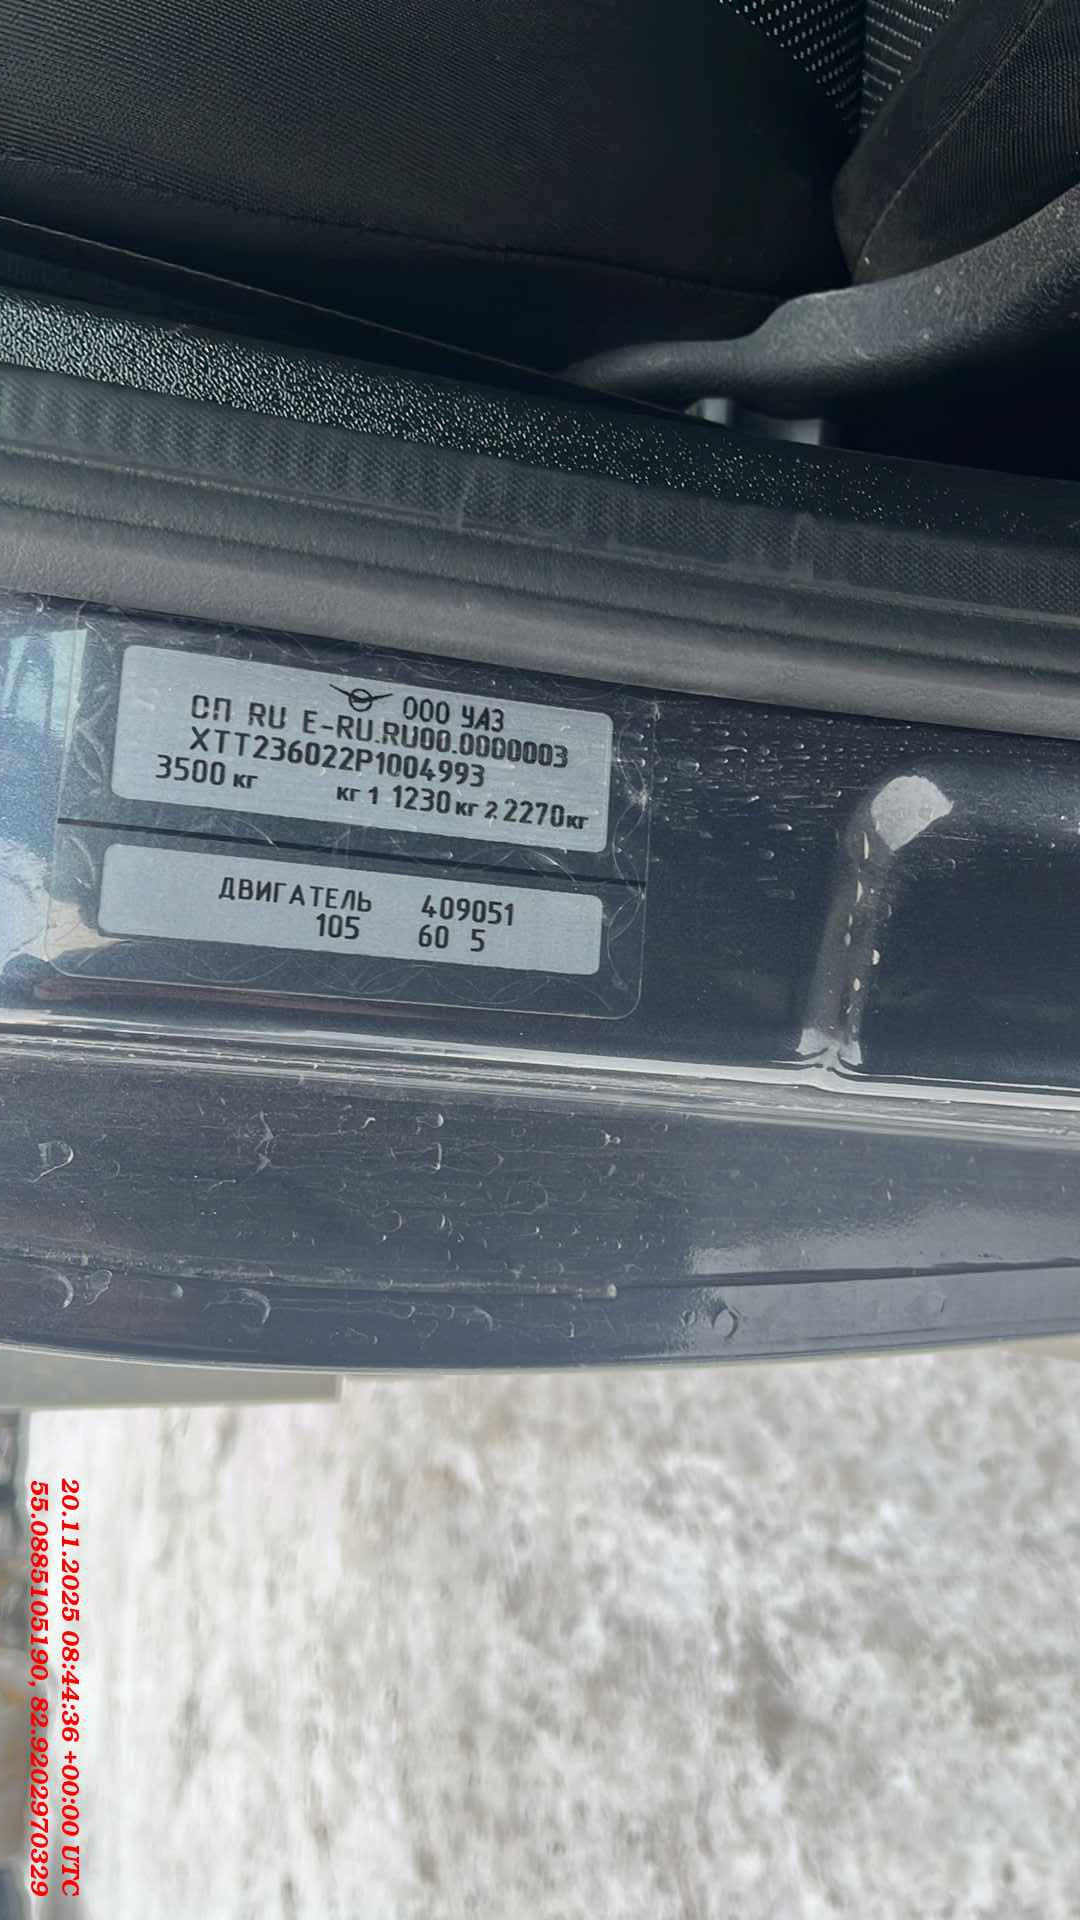 ООО УАЗ
ОП RU E-RU.RU00.0000003
XTT236022P1004993
3500 кг кг 1 1230 кг 2 2270 кг
ДВИГАТЕЛЬ 409051
105 60 5
20.11.2025 08:44:36 +00:00 UTC
55.0885105190, 82.9202970329